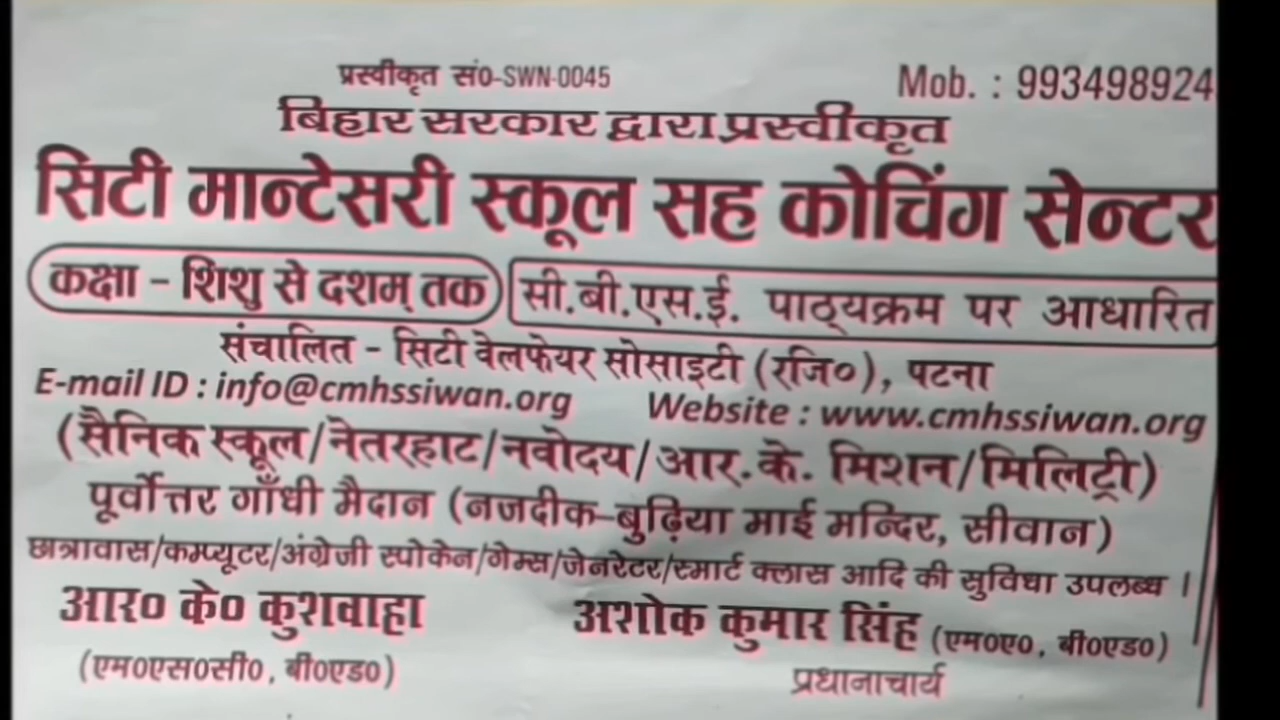 प्रस्वीकृत सं०-SWN-0045 Mob. : 993498924
बिहार सरकार द्वारा प्रस्वीकृत
सिटी मान्टेसरी स्कूल सह कोचिंग सेन्टर
कक्षा - शिशु से दशम् तक सी.बी.एस.ई. पाठ्यक्रम पर आधारित
संचालित - सिटी वेलफेयर सोसाइटी (रजि०), पटना
E-mail ID : info@cmhssiwan.org Website : www.cmhssiwan.org
(सैनिक स्कूल/नेतरहाट/नवोदय/आर.के. मिशन/मिलिट्री)
पूर्वोत्तर गाँधी मैदान (नजदीक-बुढ़िया माई मन्दिर, सीवान)
छात्रावास/कम्प्यूटर/अंग्रेजी स्पोकेन/गेम्स/जेनरेटर/स्मार्ट क्लास आदि की सुविधा उपलब्ध ।
आर० के० कुशवाहा अशोक कुमार सिंह (एम०ए०, बी०एड०)
(एम०एस०सी०, बी०एड०) प्रधानाचार्य